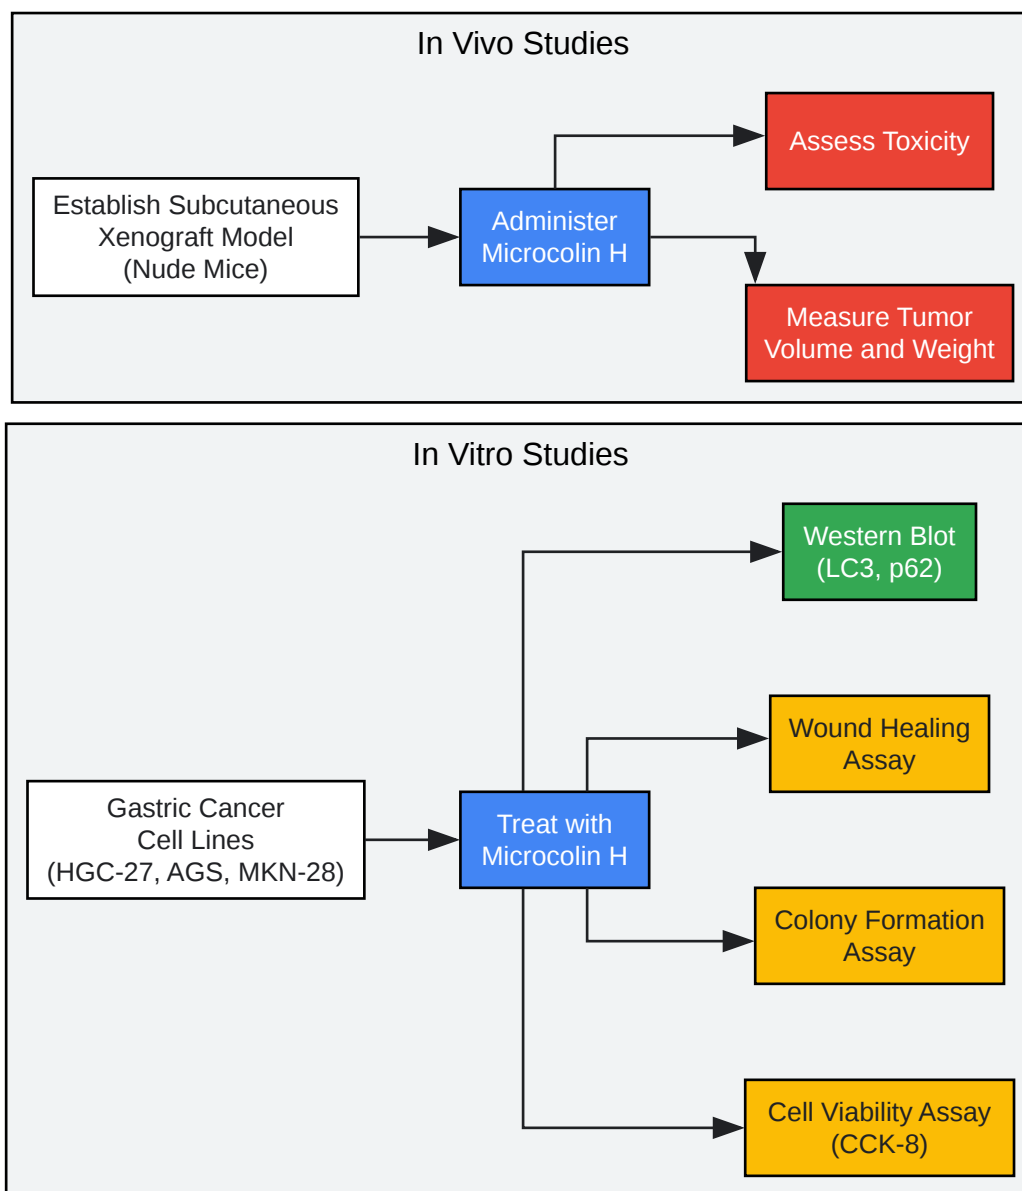 In Vivo Studies
Assess Toxicity
Establish Subcutaneous
Xenograft Model
(Nude Mice)
Administer
Microcolin H
Measure Tumor
Volume and Weight
In Vitro Studies
Western Blot
(LC3, p62)
Wound Healing
Assay
Gastric Cancer
Cell Lines
(HGC-27, AGS, MKN-28)
Treat with
Microcolin H
Colony Formation
Assay
Cell Viability Assay
(CCK-8)